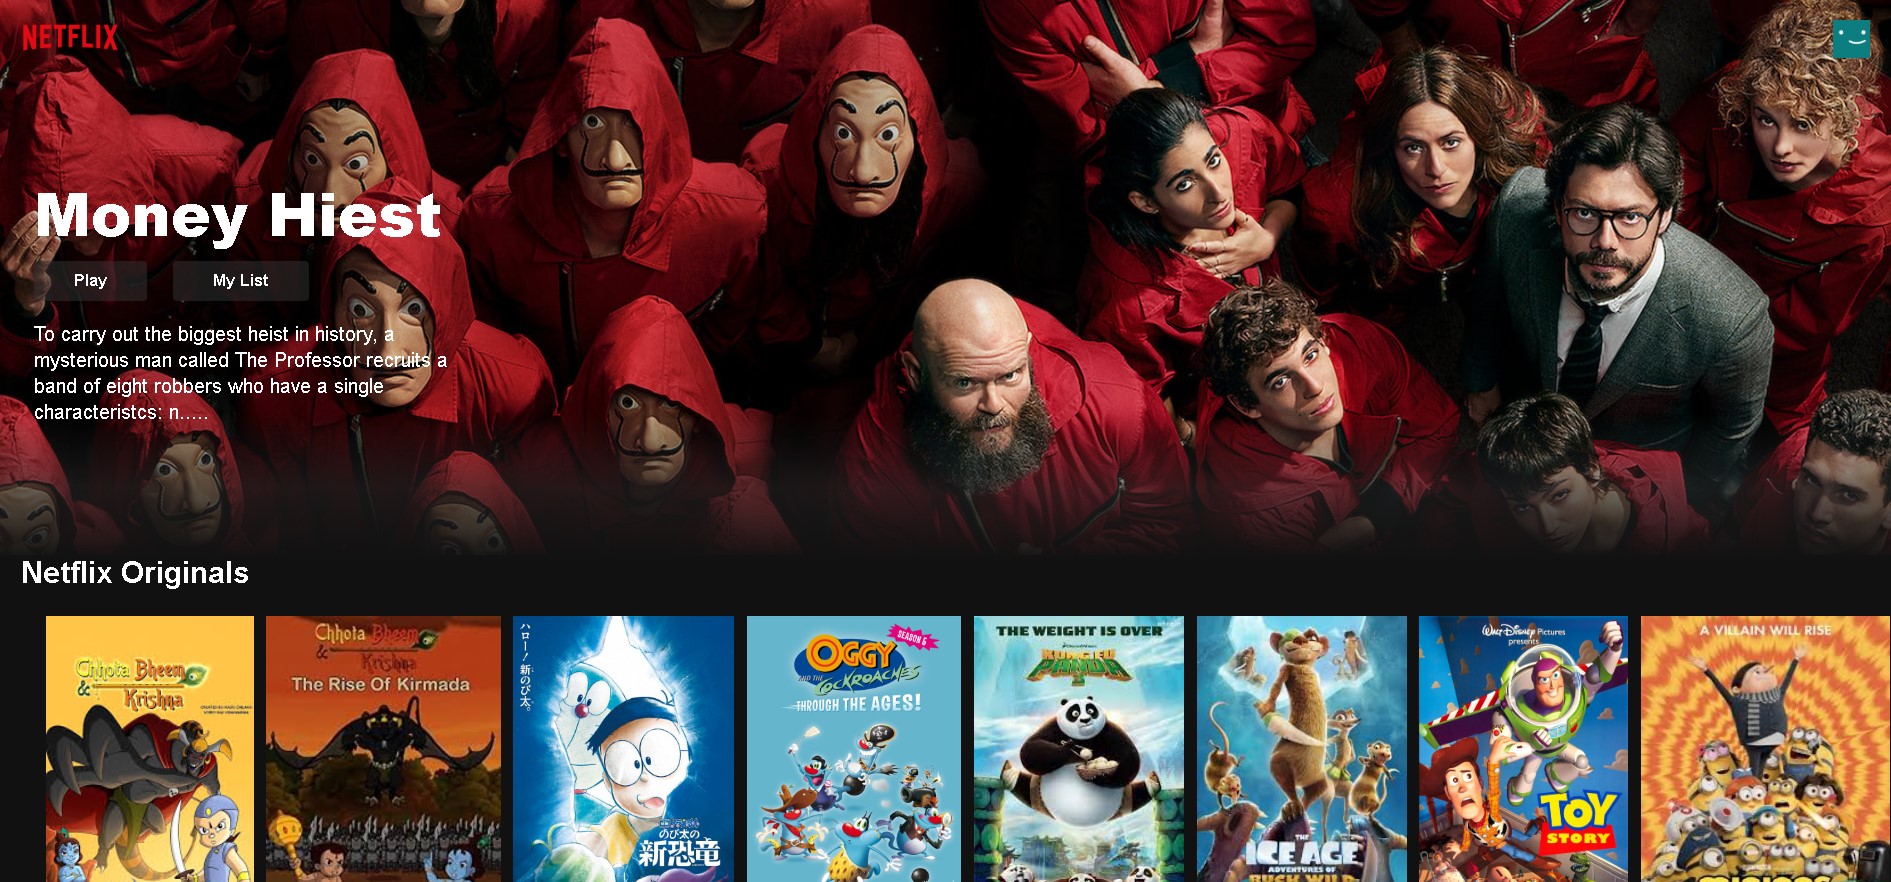 NETFLIX
Money Hiest
Play
My List
To carry out the biggest heist in history, a
mysterious man called The Professor recruits a
band of eight robbers who have a single
characteristcs: n.....
Netflix Originals
Chhota Bheem
&
Krishna
Chhota Bheem
&
Krishna
The Rise Of Kirmada
ハロー！新のび太。
のび太の
新恐竜
SEASON 5
OGGY
AND THE
COCKROACHES
THROUGH THE AGES!
THE WEIGHT IS OVER
KUNGFU
PANDA
THE
ICE AGE
ADVENTURES OF
BUCK WILD
WALT DISNEY Pictures
presents
TOY
STORY
A VILLAIN WILL RISE